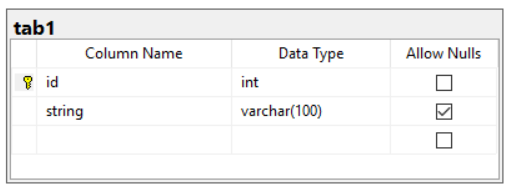 tab1
Column Name Data Type Allow Nulls
id int
string varchar(100)